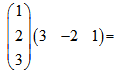 (1
2
3) (3 −2 1) =